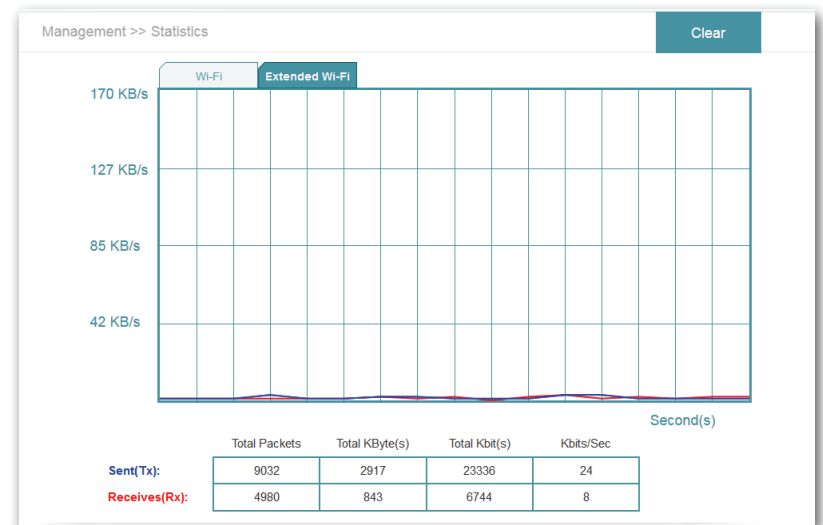 Management >> Statistics
Clear
Wi-Fi Extended Wi-Fi
170 KB/s
127 KB/s
85 KB/s
42 KB/s
Second(s)
Total Packets Total KByte(s) Total Kbit(s) Kbits/Sec
Sent(Tx): 9032 2917 23336 24
Receives(Rx): 4980 843 6744 8